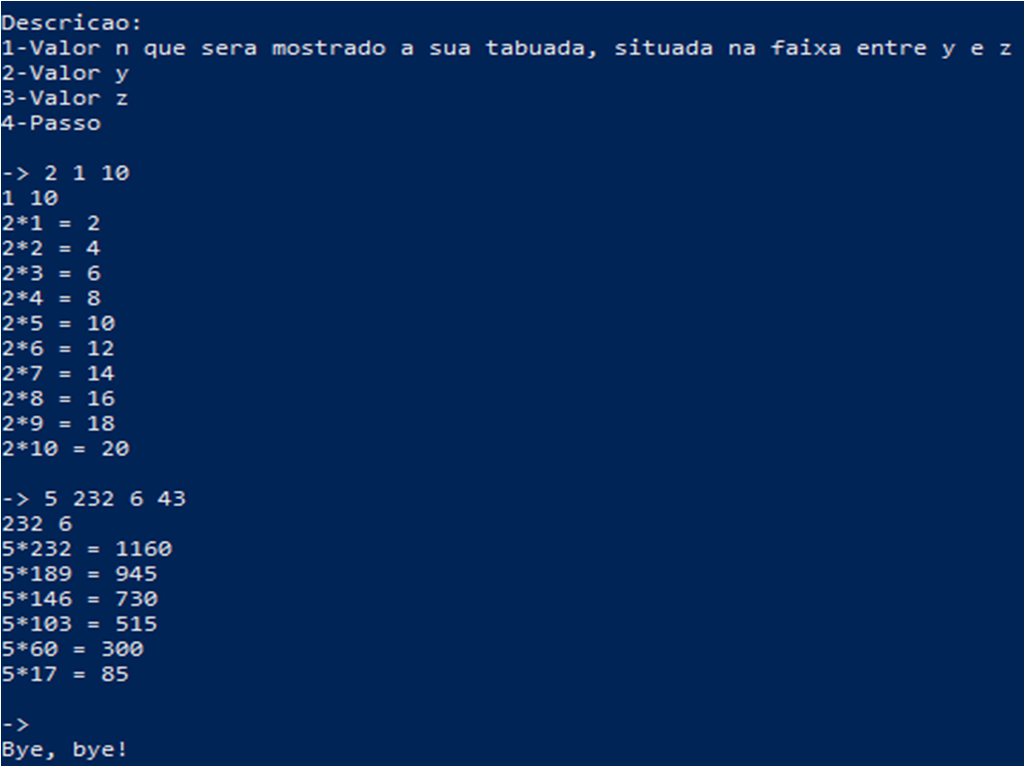 Descricao:
1-Valor n que sera mostrado a sua tabuada, situada na faixa entre y e z
2-Valor y
3-Valor z
4-Passo
-> 2 1 10
1 10
2*1 = 2
2*2 = 4
2*3 = 6
2*4 = 8
2*5 = 10
2*6 = 12
2*7 = 14
2*8 = 16
2*9 = 18
2*10 = 20
-> 5 232 6 43
232 6
5*232 = 1160
5*189 = 945
5*146 = 730
5*103 = 515
5*60 = 300
5*17 = 85
->
Bye, bye!